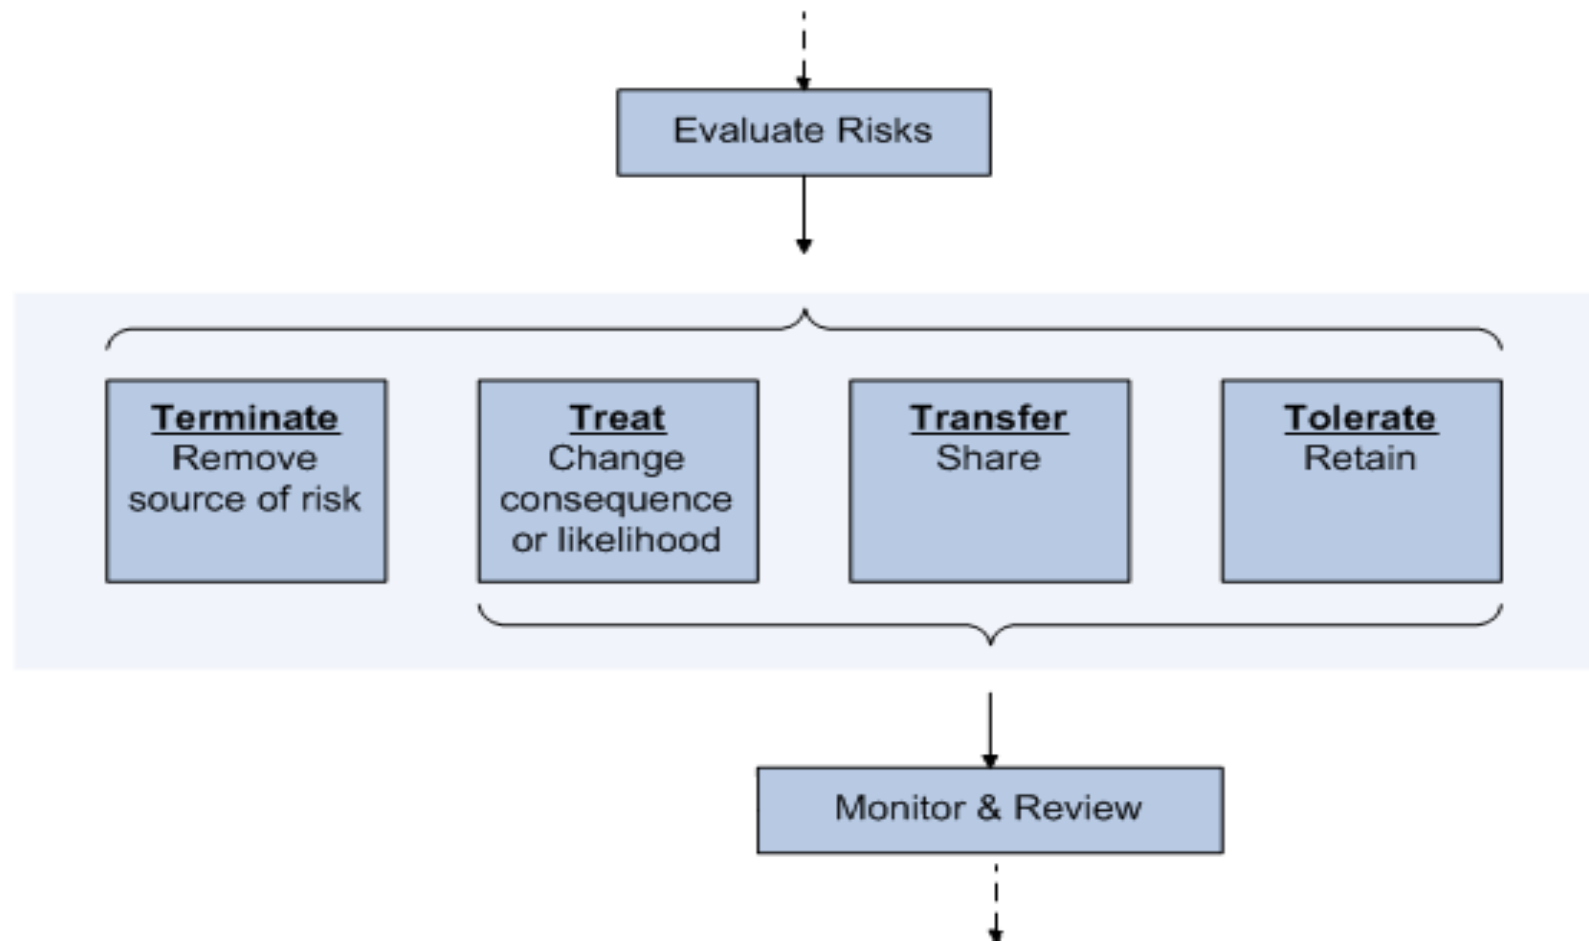 Evaluate Risks
Terminate
Remove
source of risk
Treat
Change
consequence
or likelihood
Transfer
Share
Tolerate
Retain
Monitor & Review